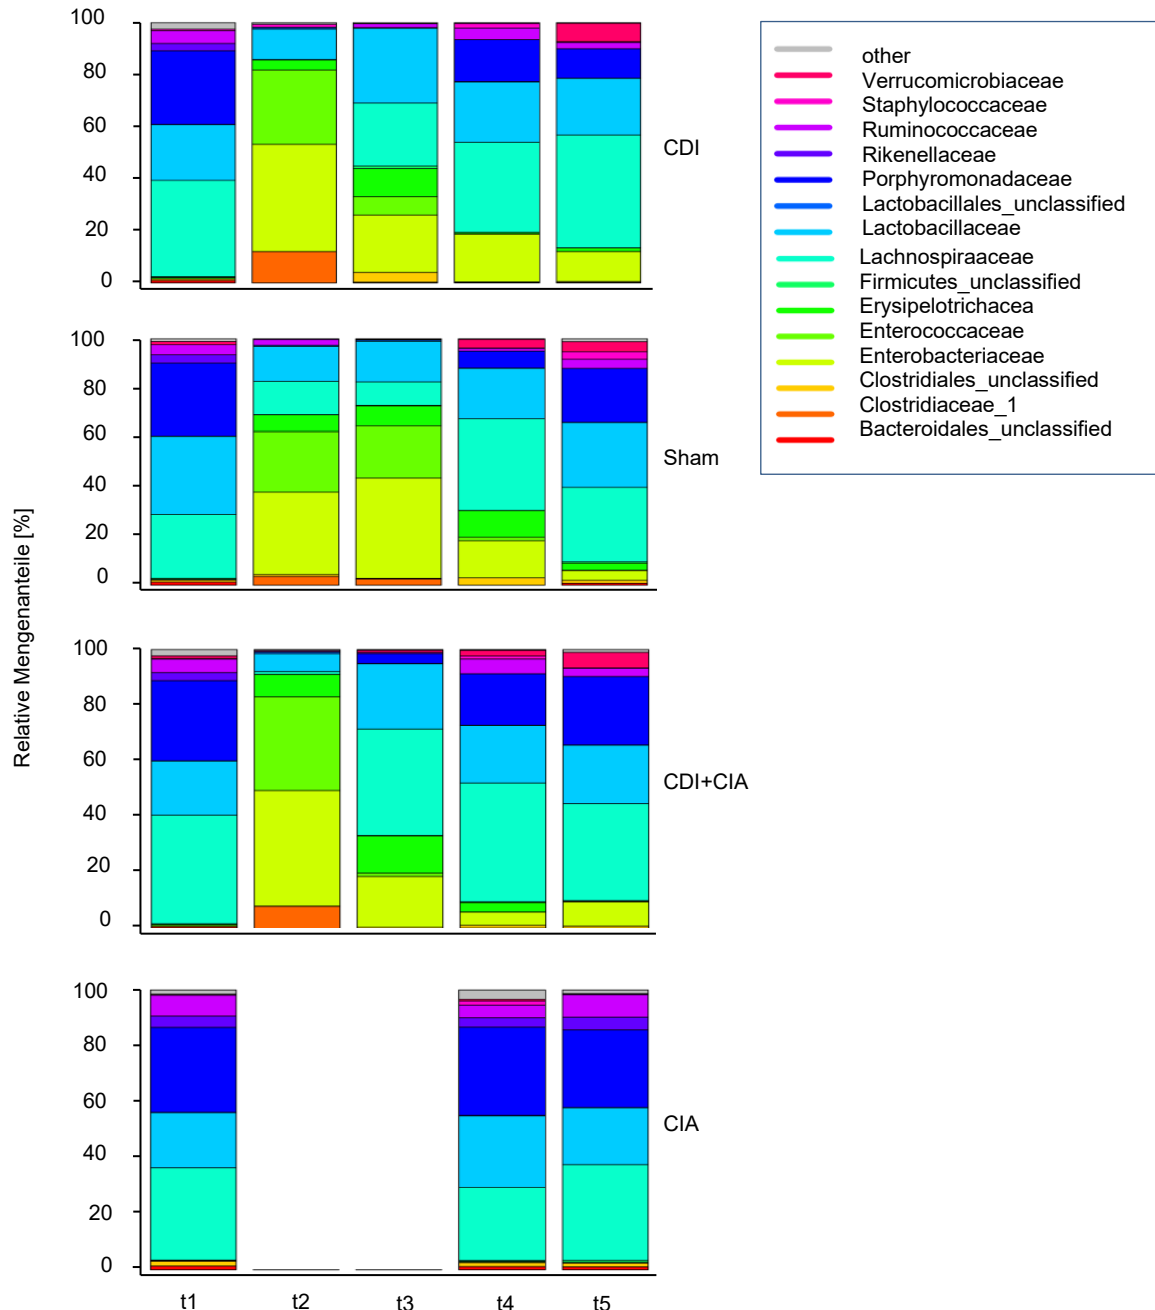 100
80
60
40
20
0
CDI
other
Verrucomicrobiaceae
Staphylococcaceae
Ruminococcaceae
Rikenellaceae
Porphyromonadaceae
Lactobacillales_unclassified
Lactobacillaceae
Lachnospiraaceae
Firmicutes_unclassified
Erysipelotrichacea
Enterococcaceae
Enterobacteriaceae
Clostridiales_unclassified
Clostridiaceae_1
Bacteroidales_unclassified
100
80
60
40
20
0
Sham
Relative Mengenanteile [%]
100
80
60
40
20
0
CDI+CIA
100
80
60
40
20
0
CIA
t1 t2 t3 t4 t5